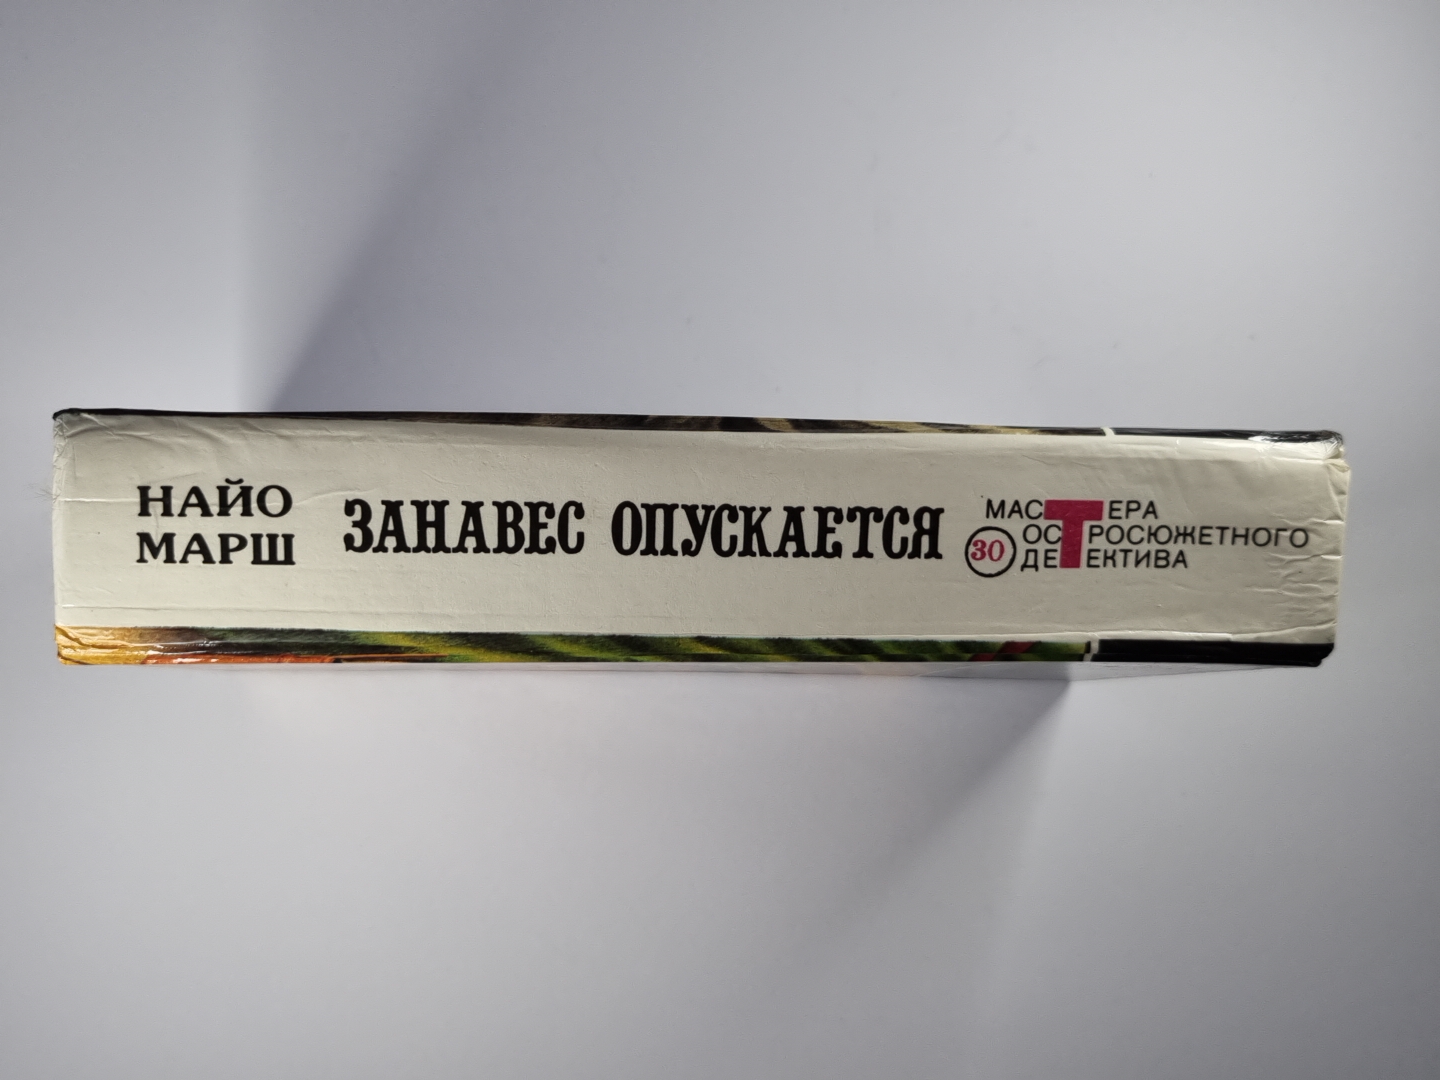 НАЙО
МАРШ
ЗАНАВЕС ОПУСКАЕТСЯ
МАСТЕРА
ОСТРОСЮЖЕТНОГО
ДЕТЕКТИВА
30